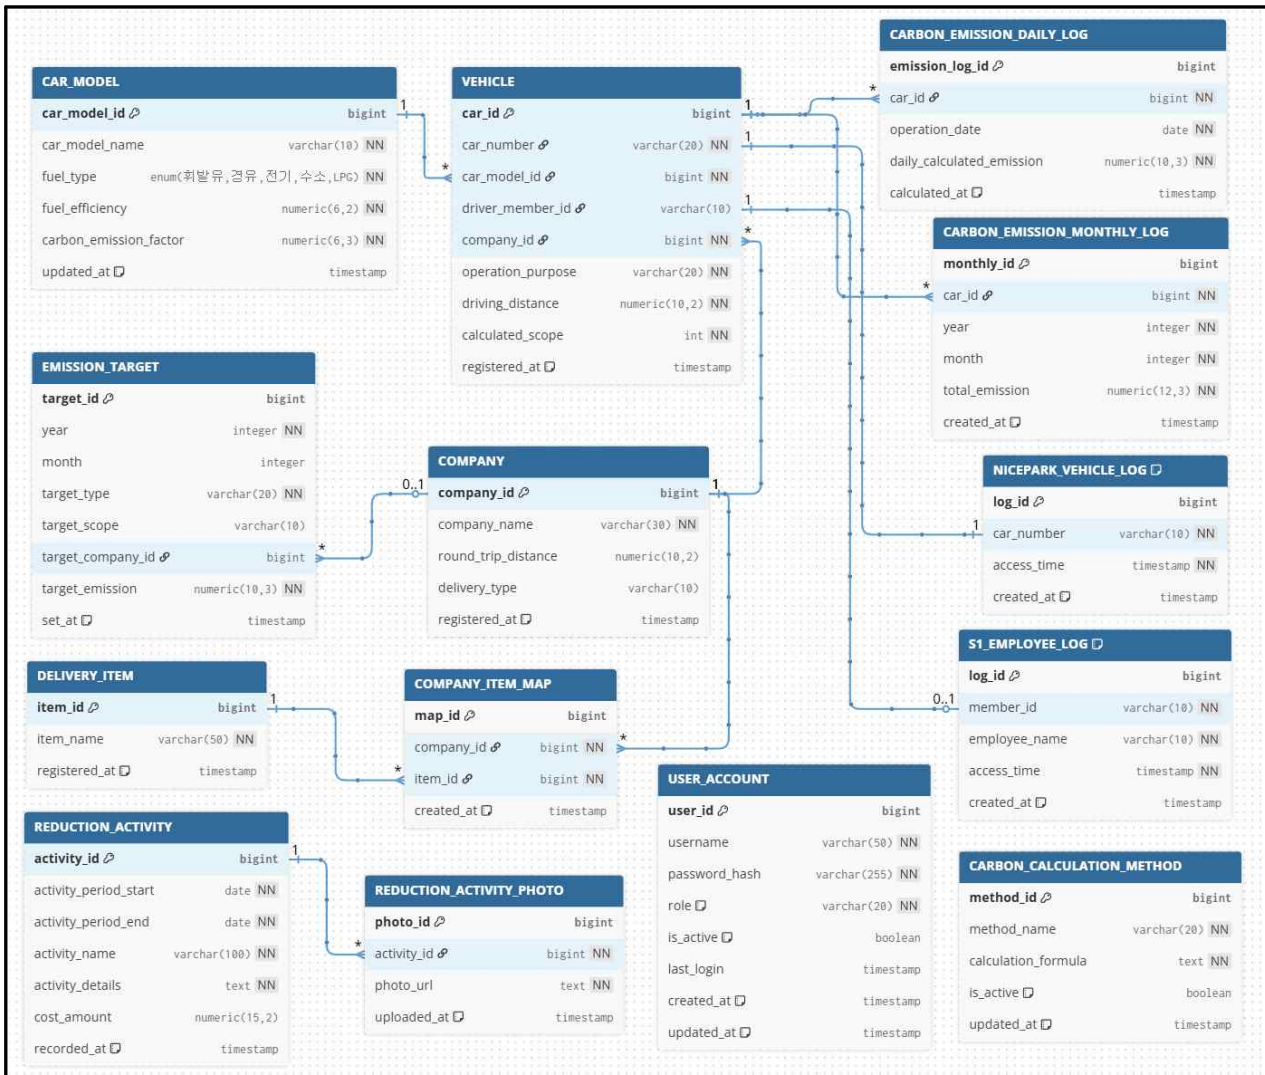 CAR_MODEL
car_model_id bigint
car_model_name varchar(10) NN
fuel_type enum(휘발유,경유,전기,수소,LPG) NN
fuel_efficiency numeric(6,2) NN
carbon_emission_factor numeric(6,3) NN
updated_at timestamp
1
*
VEHICLE
car_id bigint
car_number varchar(20) NN
car_model_id bigint NN
driver_member_id varchar(10)
company_id bigint NN
operation_purpose varchar(20) NN
driving_distance numeric(10,2) NN
calculated_scope int NN
registered_at timestamp
1
1
1
*
CARBON_EMISSION_DAILY_LOG
emission_log_id bigint
* car_id bigint NN
operation_date date NN
daily_calculated_emission numeric(10,3) NN
calculated_at timestamp
CARBON_EMISSION_MONTHLY_LOG
monthly_id bigint
* car_id bigint NN
year integer NN
month integer NN
total_emission numeric(12,3) NN
created_at timestamp
EMISSION_TARGET
target_id bigint
year integer NN
month integer
target_type varchar(20) NN
target_scope varchar(10)
target_company_id bigint *
target_emission numeric(10,3) NN
set_at timestamp
COMPANY
0..1 company_id bigint 1
company_name varchar(30) NN
round_trip_distance numeric(10,2)
delivery_type varchar(10)
registered_at timestamp
NICEPARK_VEHICLE_LOG
log_id bigint
1 car_number varchar(10) NN
access_time timestamp NN
created_at timestamp
S1_EMPLOYEE_LOG
log_id bigint
0..1 member_id varchar(10) NN
employee_name varchar(10) NN
access_time timestamp NN
created_at timestamp
DELIVERY_ITEM
item_id bigint 1
item_name varchar(50) NN
registered_at timestamp
COMPANY_ITEM_MAP
map_id bigint
company_id bigint NN *
* item_id bigint NN
created_at timestamp
USER_ACCOUNT
user_id bigint
username varchar(50) NN
password_hash varchar(255) NN
role varchar(20) NN
is_active boolean
last_login timestamp
created_at timestamp
updated_at timestamp
REDUCTION_ACTIVITY
activity_id bigint 1
activity_period_start date NN
activity_period_end date NN
activity_name varchar(100) NN
activity_details text NN
cost_amount numeric(15,2)
recorded_at timestamp
REDUCTION_ACTIVITY_PHOTO
photo_id bigint
* activity_id bigint NN
photo_url text NN
uploaded_at timestamp
CARBON_CALCULATION_METHOD
method_id bigint
method_name varchar(20) NN
calculation_formula text NN
is_active boolean
updated_at timestamp